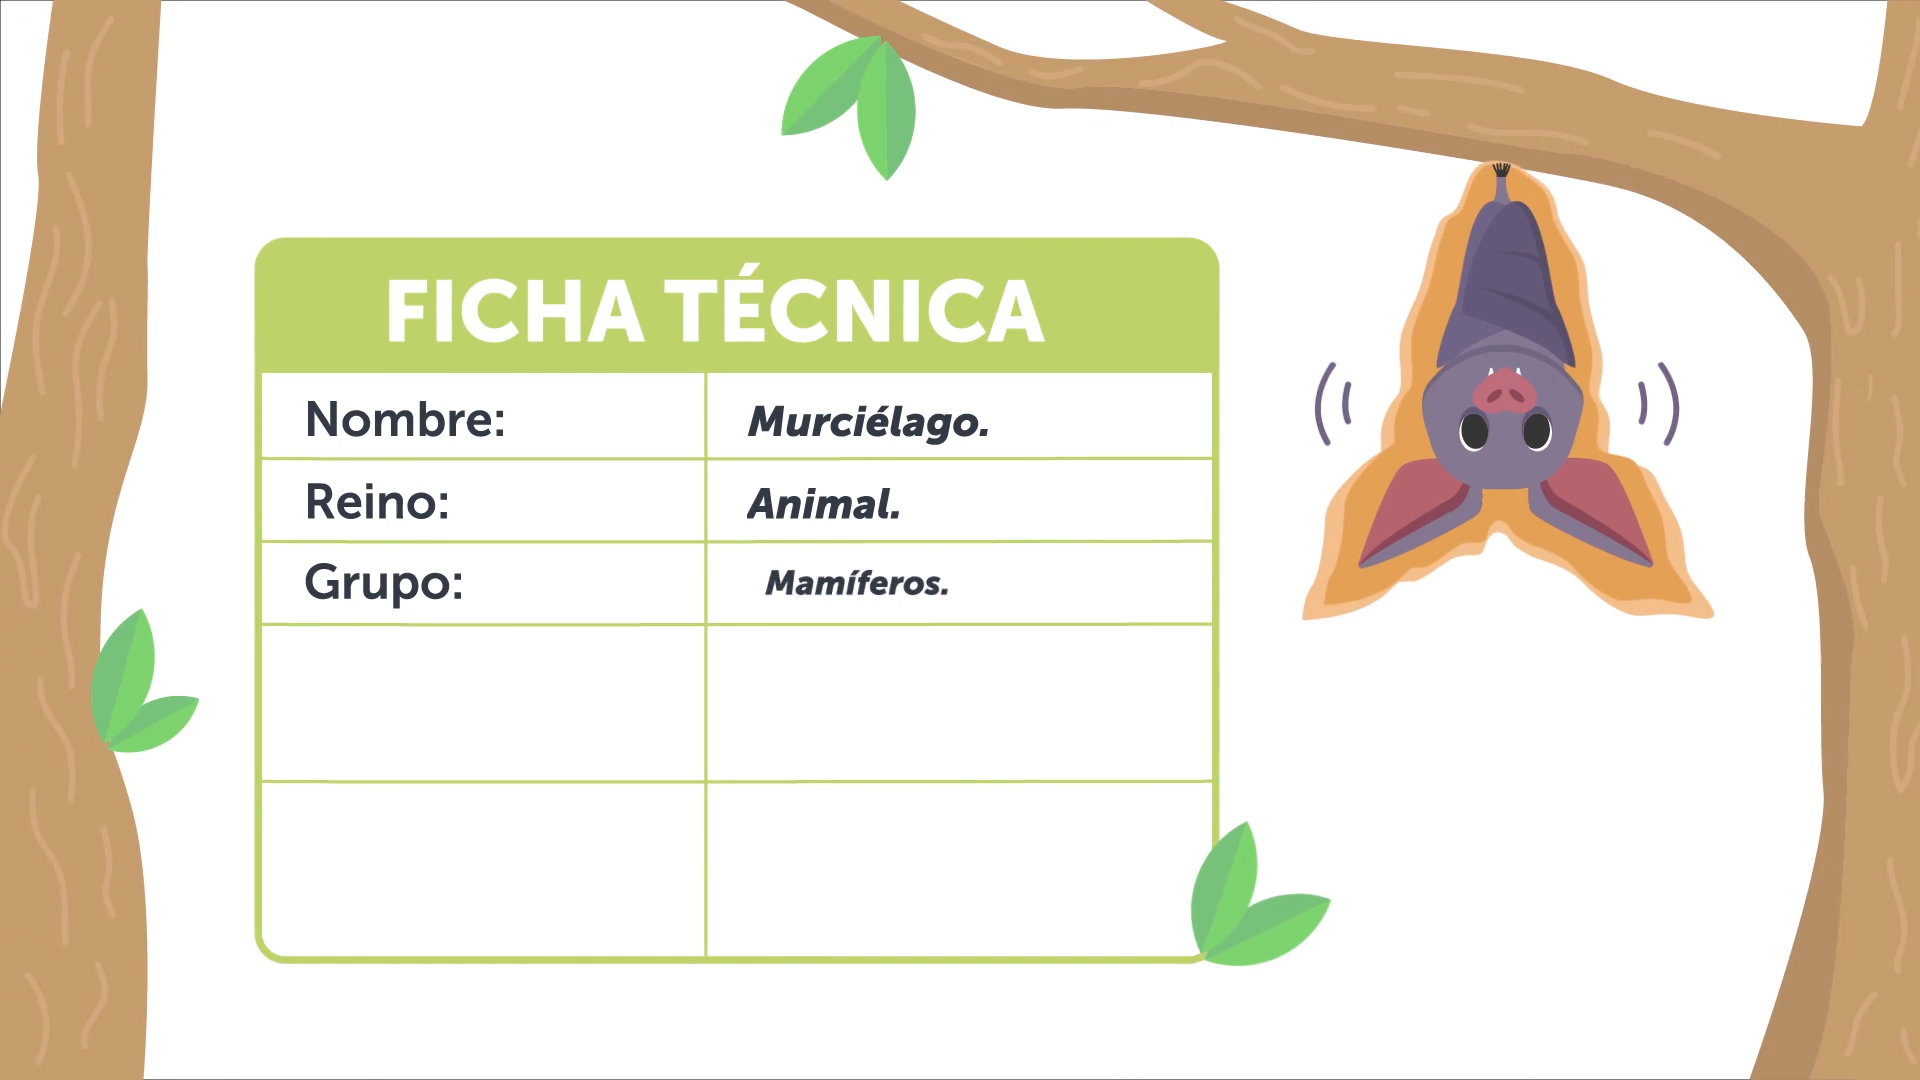 FICHA TÉCNICA
Nombre: Murciélago.
Reino: Animal.
Grupo: Mamíferos.